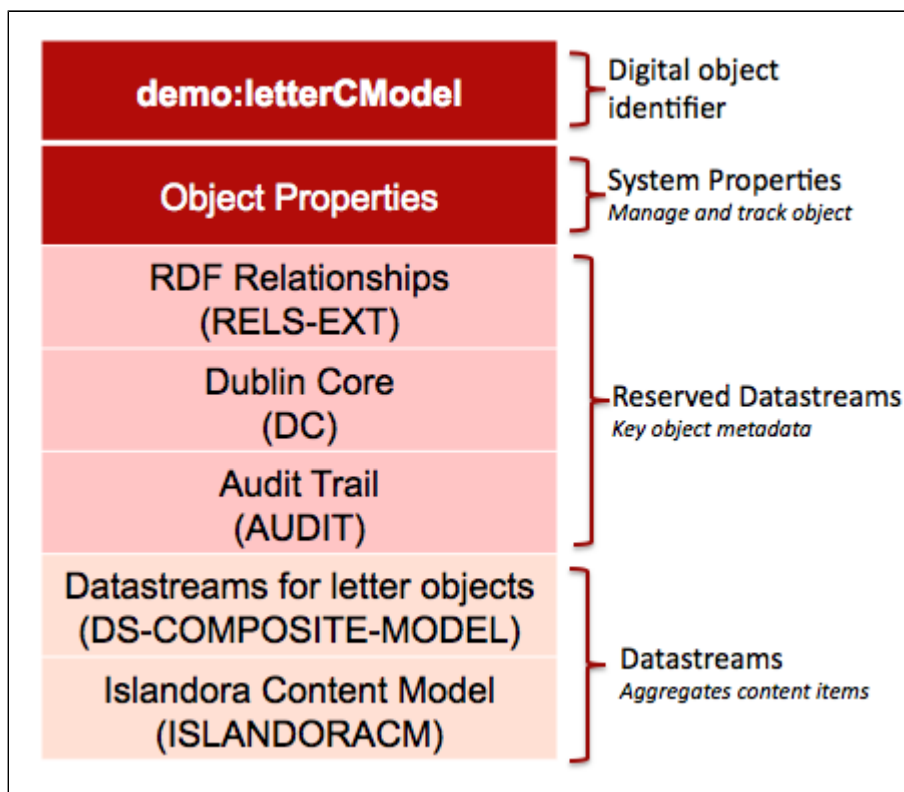 demo:letterCModel
Digital object
identifier
Object Properties
System Properties
Manage and track object
RDF Relationships
(RELS-EXT)
Dublin Core
(DC)
Audit Trail
(AUDIT)
Reserved Datastreams
Key object metadata
Datastreams for letter objects
(DS-COMPOSITE-MODEL)
Islandora Content Model
(ISLANDORACM)
Datastreams
Aggregates content items